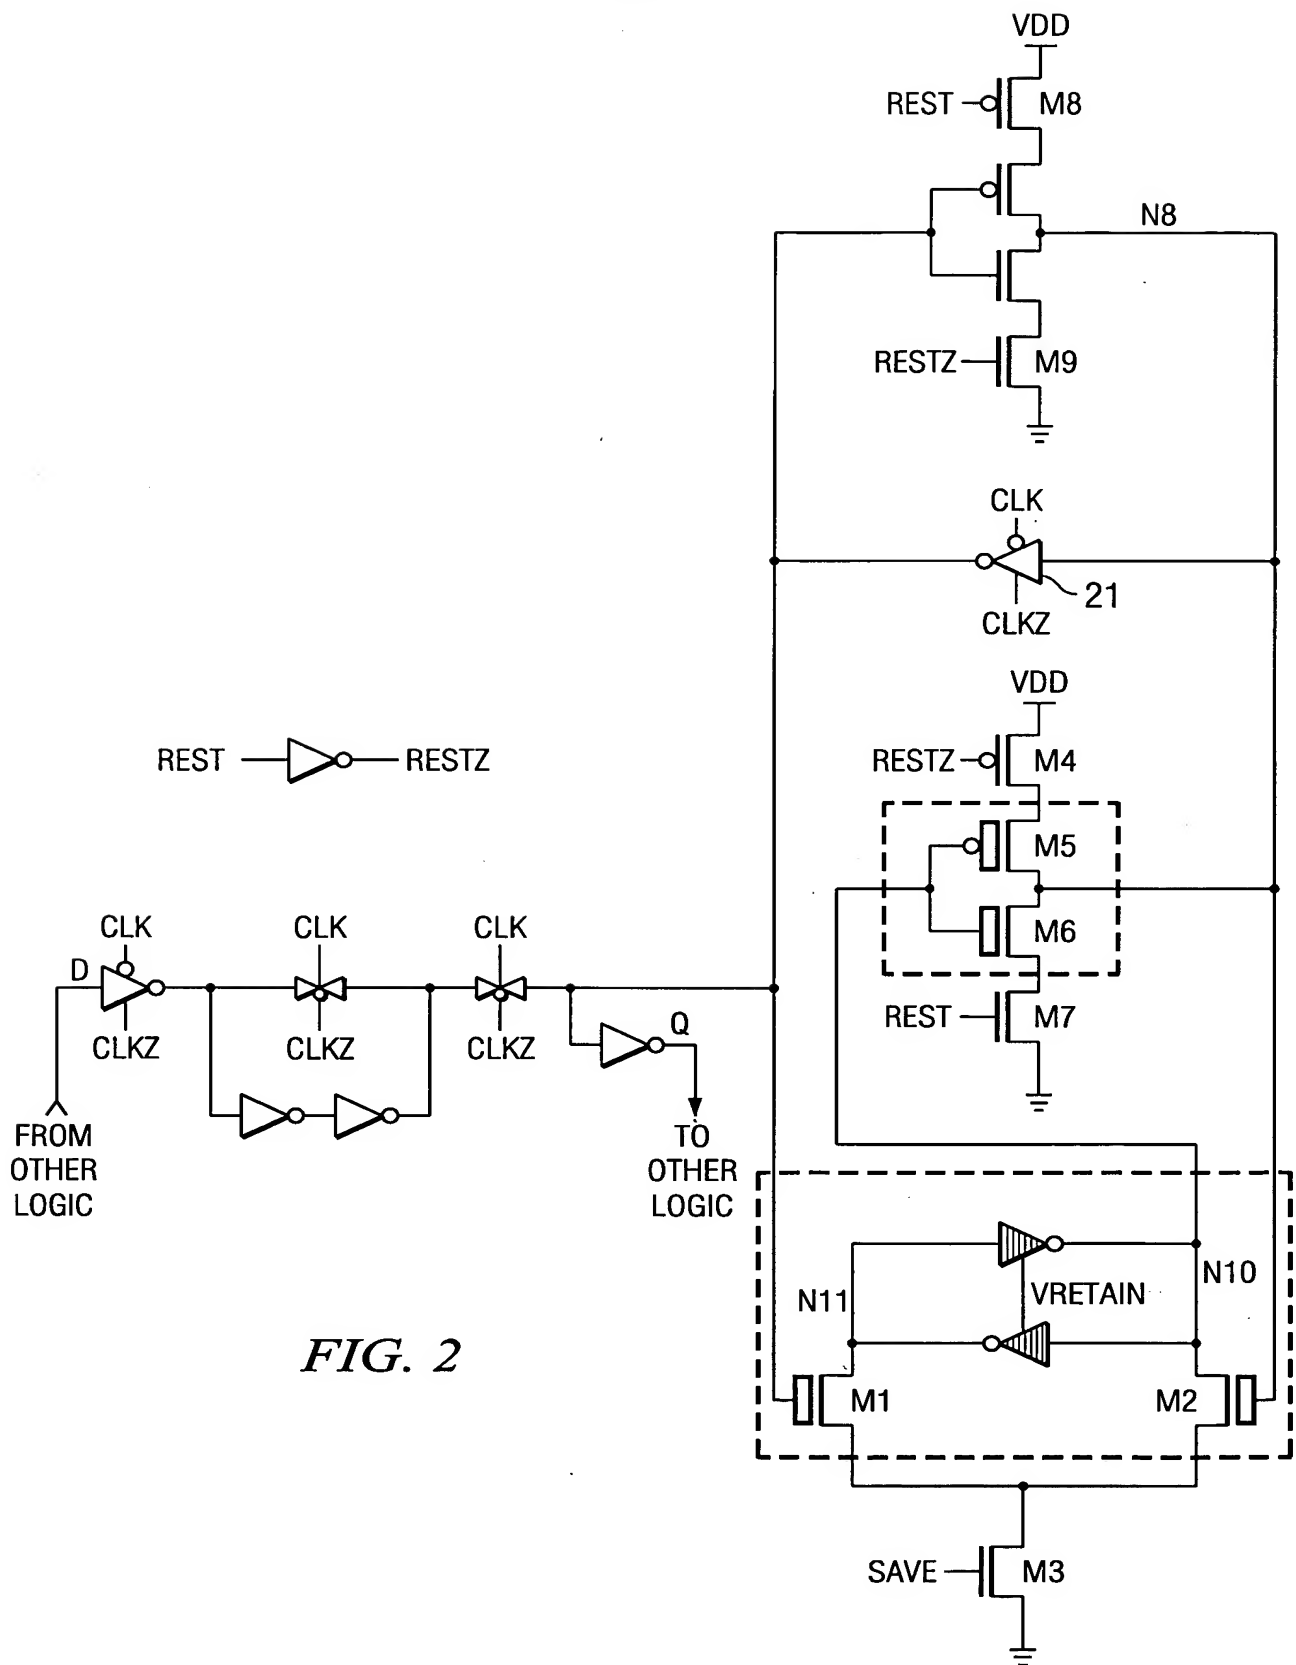 VDD
REST
M8
N8
RESTZ
M9
CLK
21
CLKZ
VDD
REST
RESTZ
RESTZ
M4
M5
M6
CLK
CLK
CLK
D
CLKZ
CLKZ
CLKZ
REST
M7
Q
FROM
OTHER
LOGIC
TO
OTHER
LOGIC
N10
N11
VRETAIN
FIG. 2
M1
M2
SAVE
M3